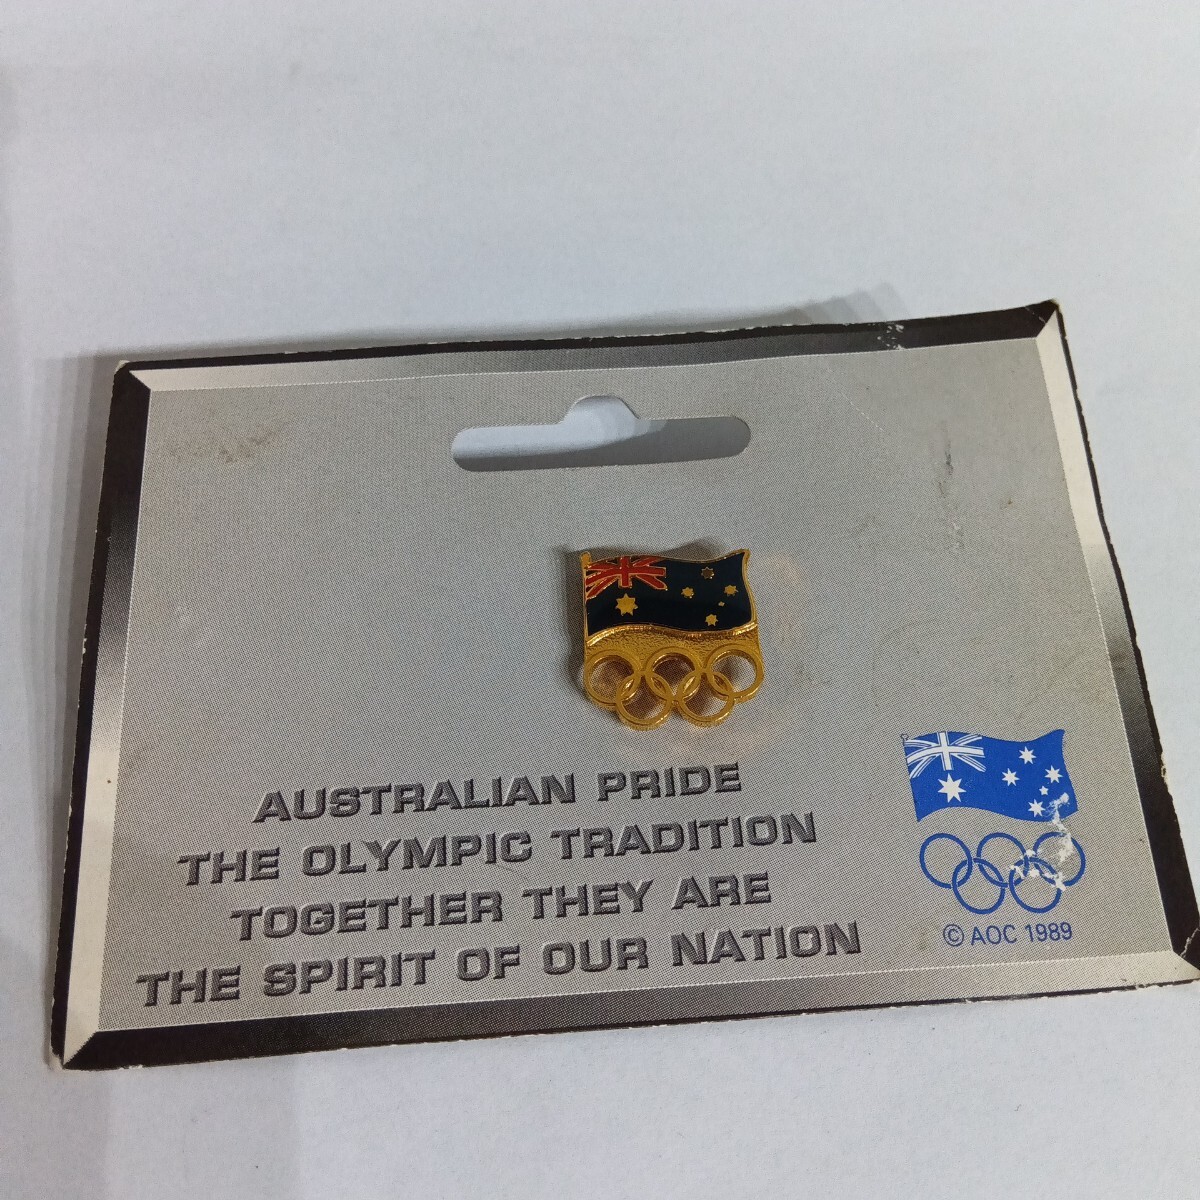 AUSTRALIAN PRIDE
THE OLYMPIC TRADITION
TOGETHER THEY ARE
THE SPIRIT OF OUR NATION
© AOC 1989